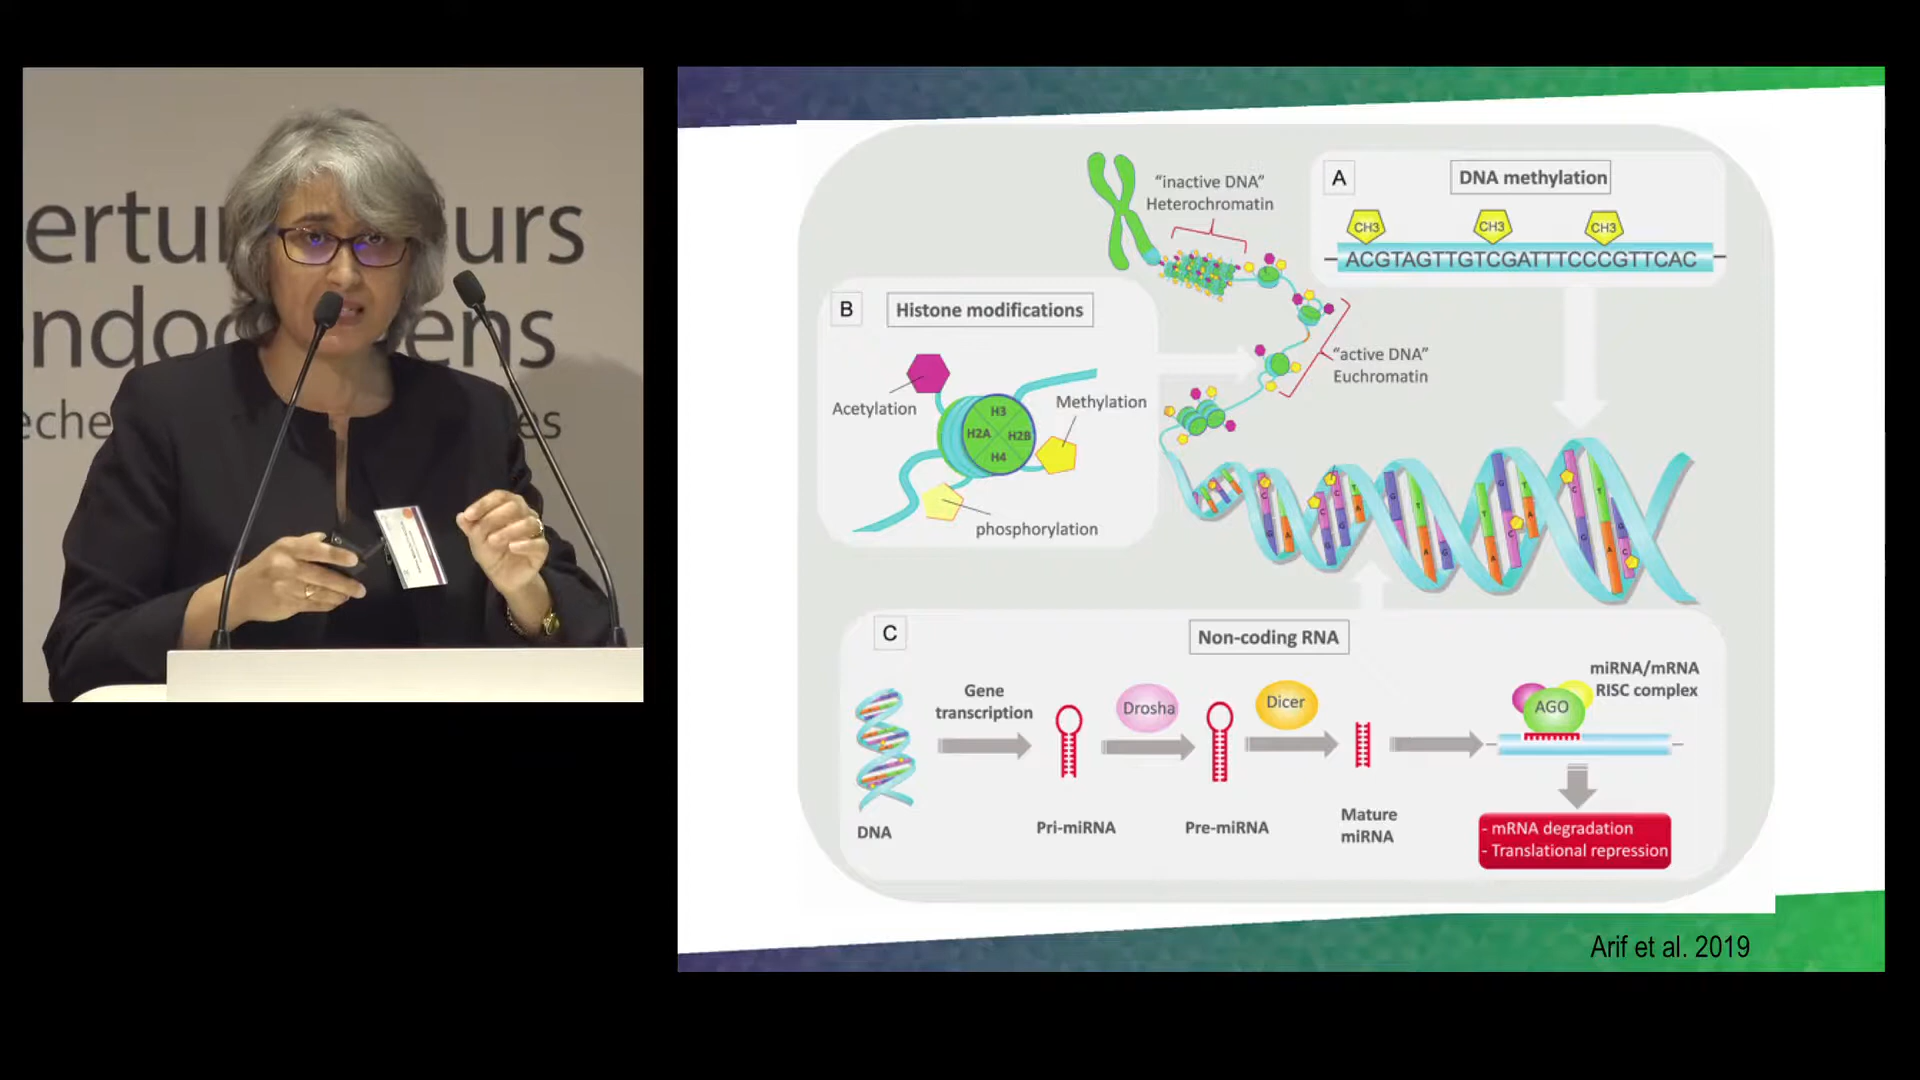 ertu
urs
ndoc
ens
eche
es
"inactive DNA"
Heterochromatin
A
DNA methylation
CH3
CH3
CH3
ACGTAGTTGTCGATTTCCCGTTCAC
B
Histone modifications
Acetylation
Methylation
H3
H2A
H2B
H4
phosphorylation
"active DNA"
Euchromatin
C
Non-coding RNA
Gene
transcription
Drosha
Dicer
miRNA/mRNA
RISC complex
AGO
DNA
Pri-miRNA
Pre-miRNA
Mature
miRNA
- mRNA degradation
- Translational repression
Arif et al. 2019